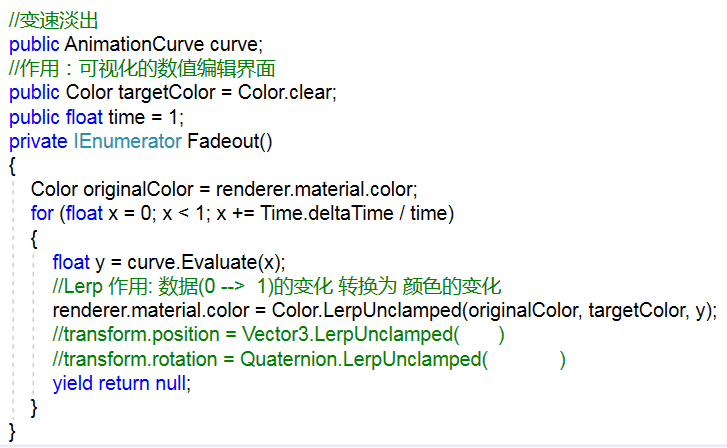 //变速淡出
public AnimationCurve curve;
//作用：可视化的数值编辑界面
public Color targetColor = Color.clear;
public float time = 1;
private IEnumerator Fadeout()
{
Color originalColor = renderer.material.color;
for (float x = 0; x < 1; x += Time.deltaTime / time)
{
float y = curve.Evaluate(x);
//Lerp 作用: 数据(0 --> 1)的变化 转换为 颜色的变化
renderer.material.color = Color.LerpUnclamped(originalColor, targetColor, y);
//transform.position = Vector3.LerpUnclamped( )
//transform.rotation = Quaternion.LerpUnclamped( )
yield return null;
}
}